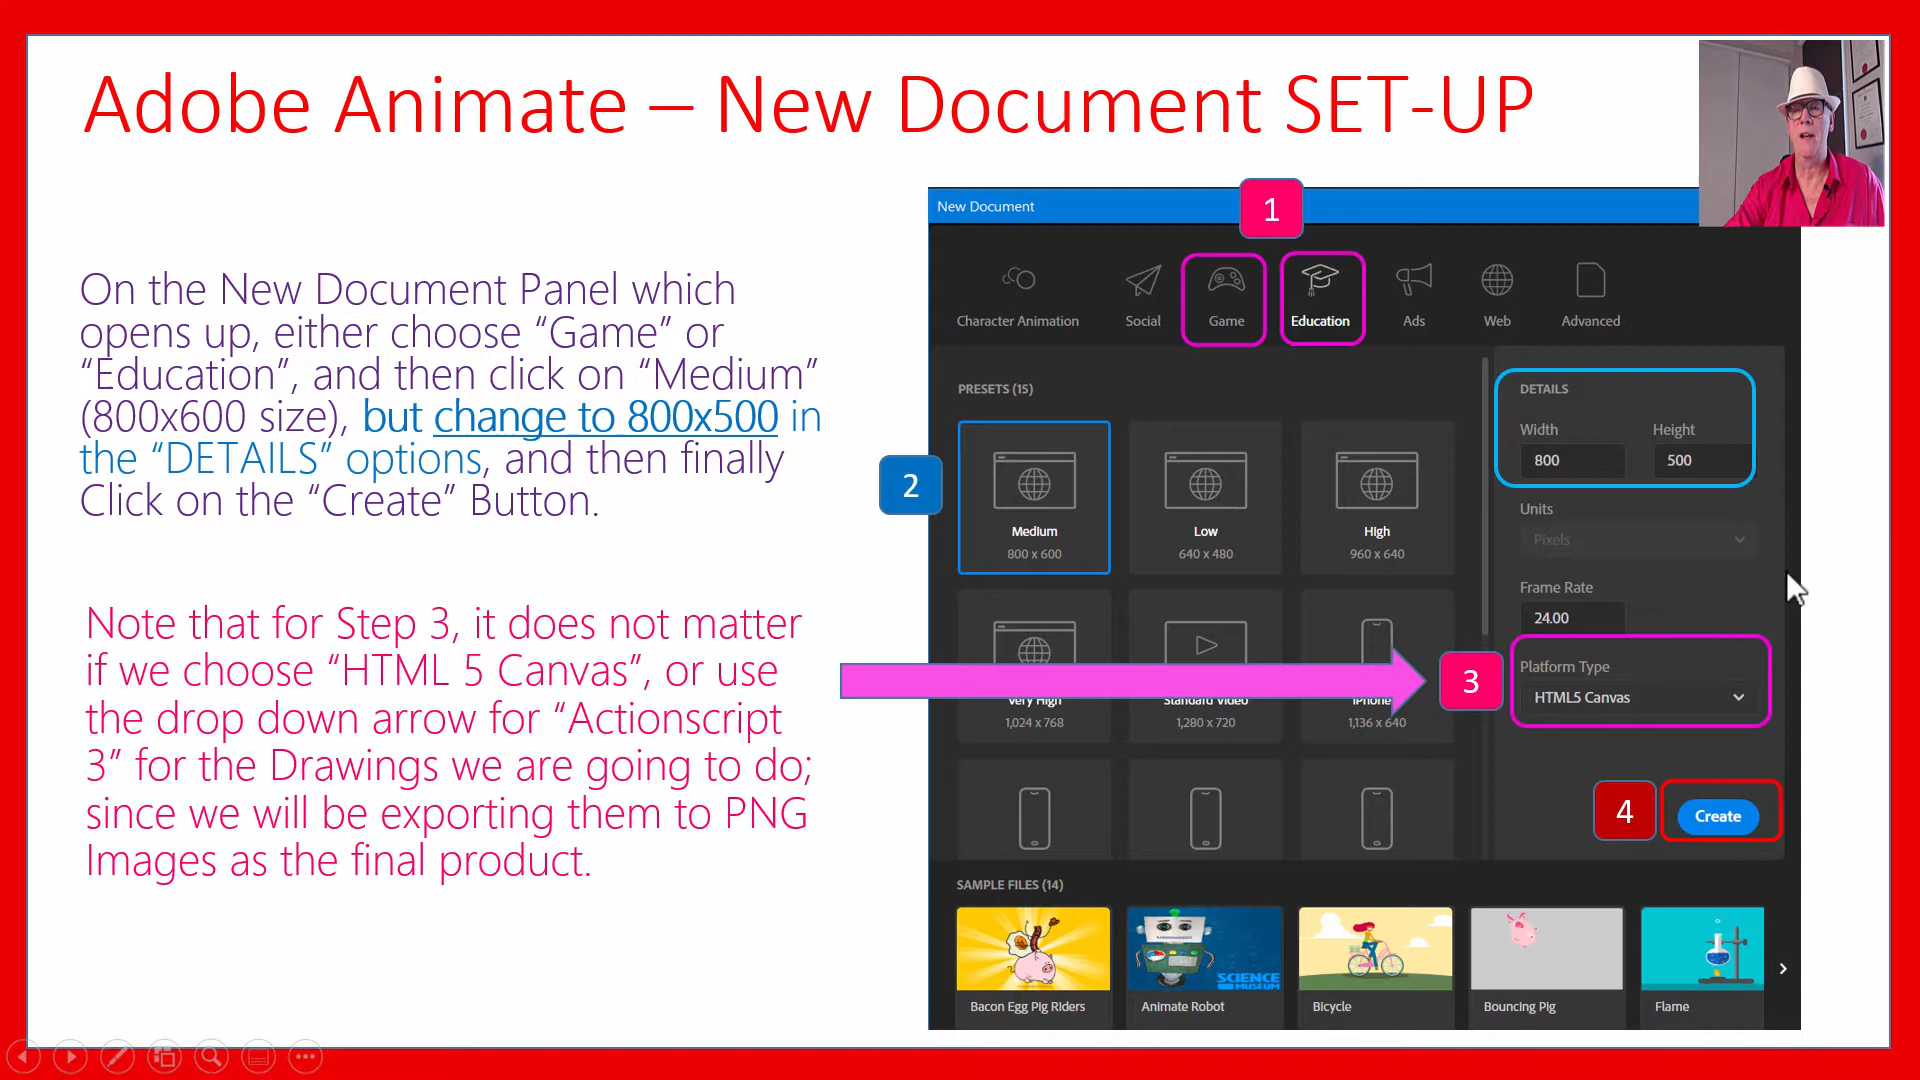 Adobe Animate – New Document SET-UP
On the New Document Panel which
opens up, either choose “Game” or
“Education”, and then click on “Medium”
(800x600 size), but change to 800x500 in
the “DETAILS” options, and then finally
Click on the “Create” Button.
Note that for Step 3, it does not matter
if we choose “HTML 5 Canvas”, or use
the drop down arrow for “Actionscript
3” for the Drawings we are going to do;
since we will be exporting them to PNG
Images as the final product.
New Document
1
Character Animation
Social
Game
Education
Ads
Web
Advanced
PRESETS (15)
2
Medium
800 x 600
Low
640 x 480
High
960 x 640
Very High
1,024 x 768
Standard Video
1,280 x 720
iPhone
1,136 x 640
DETAILS
Width Height
800 500
Units
Pixels
Frame Rate
24.00
3
Platform Type
HTML5 Canvas
4
Create
SAMPLE FILES (14)
SCIENCE
MUSEUM
Bacon Egg Pig Riders
Animate Robot
Bicycle
Bouncing Pig
Flame